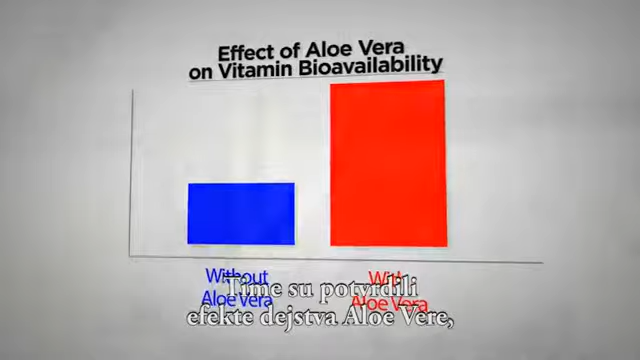 Effect of Aloe Vera
on Vitamin Bioavailability
Without
Aloe Vera
With
Aloe Vera
Time su potvrdili
efekte dejstva Aloe Vere,